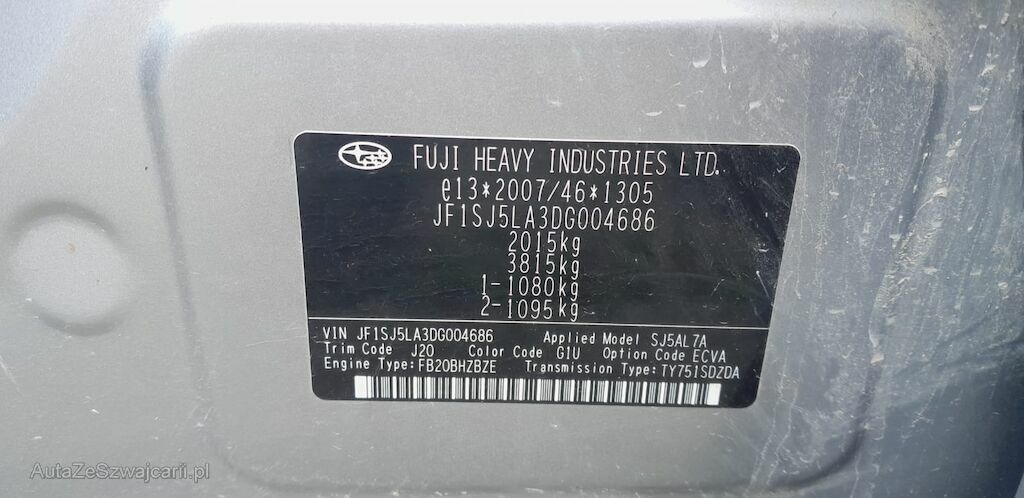 FUJI HEAVY INDUSTRIES LTD.
e13*2007/46*1305
JF1SJ5LA3DG004686
2015kg
3815kg
1-1080kg
2-1095kg
VIN JF1SJ5LA3DG004686 Applied Model SJ5AL7A
Trim Code J20 Color Code G1U Option Code ECVA
Engine Type: FB20BHZBZE Transmission Type: TY751SDZDA
AutaZeSzwajcarii.pl